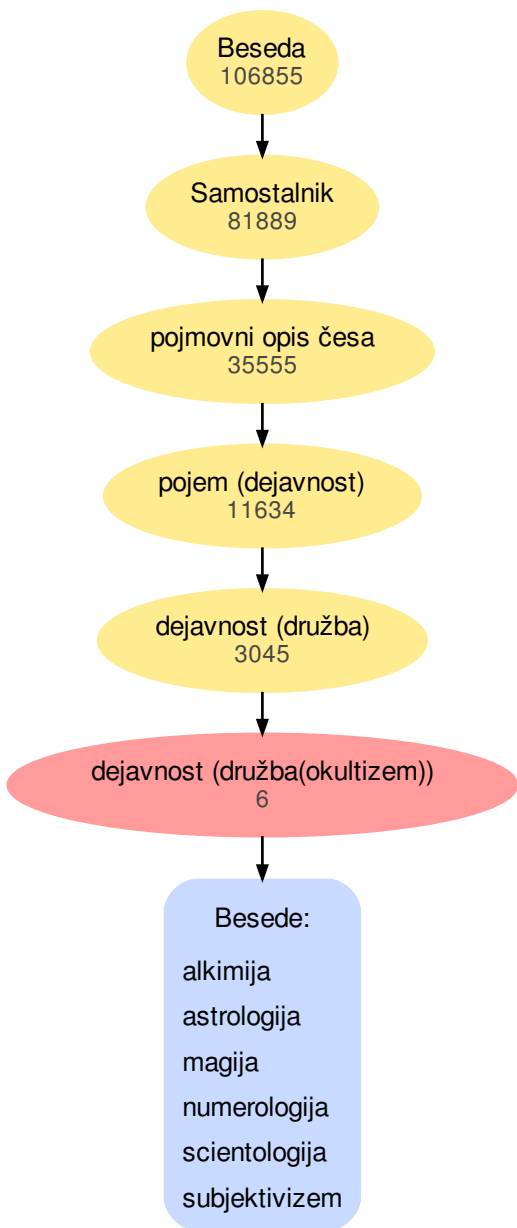 Beseda
106855
Samostalnik
81889
pojmovni opis česa
35555
pojem (dejavnost)
11634
dejavnost (družba)
3045
dejavnost (družba(okultizem))
6
Besede:
alkimija
astrologija
magija
numerologija
scientologija
subjektivizem